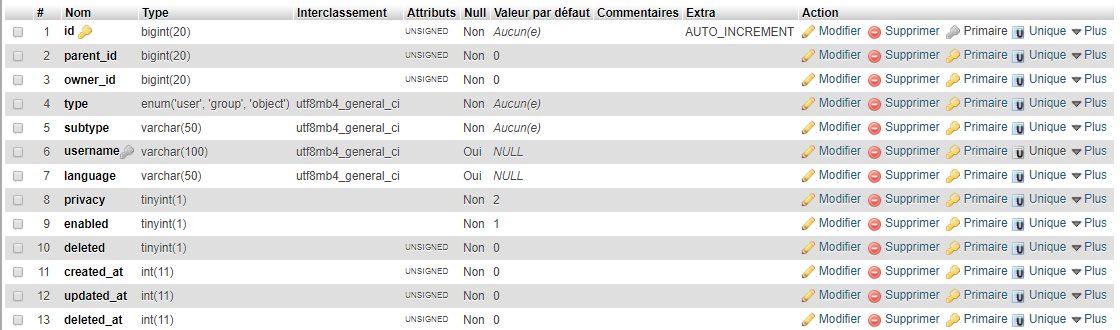 # Nom Type Interclassement Attributs Null Valeur par défaut Commentaires Extra Action
1 id bigint(20) UNSIGNED Non Aucun(e) AUTO_INCREMENT Modifier Supprimer Primaire Unique Plus
2 parent_id bigint(20) UNSIGNED Non 0 Modifier Supprimer Primaire Unique Plus
3 owner_id bigint(20) UNSIGNED Non 0 Modifier Supprimer Primaire Unique Plus
4 type enum('user', 'group', 'object') utf8mb4_general_ci Non Aucun(e) Modifier Supprimer Primaire Unique Plus
5 subtype varchar(50) utf8mb4_general_ci Non Aucun(e) Modifier Supprimer Primaire Unique Plus
6 username varchar(100) utf8mb4_general_ci Oui NULL Modifier Supprimer Primaire Unique Plus
7 language varchar(50) utf8mb4_general_ci Oui NULL Modifier Supprimer Primaire Unique Plus
8 privacy tinyint(1) Non 2 Modifier Supprimer Primaire Unique Plus
9 enabled tinyint(1) Non 1 Modifier Supprimer Primaire Unique Plus
10 deleted tinyint(1) UNSIGNED Non 0 Modifier Supprimer Primaire Unique Plus
11 created_at int(11) UNSIGNED Non 0 Modifier Supprimer Primaire Unique Plus
12 updated_at int(11) UNSIGNED Non 0 Modifier Supprimer Primaire Unique Plus
13 deleted_at int(11) UNSIGNED Non 0 Modifier Supprimer Primaire Unique Plus